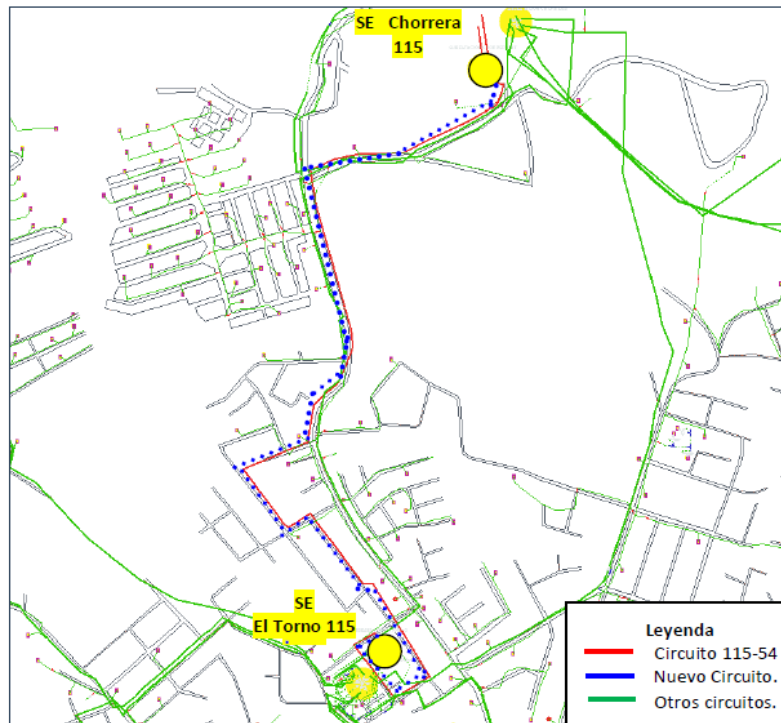 SE Chorrera
115
SE
El Torno 115
Leyenda
Circuito 115-54
Nuevo Circuito.
Otros circuitos.